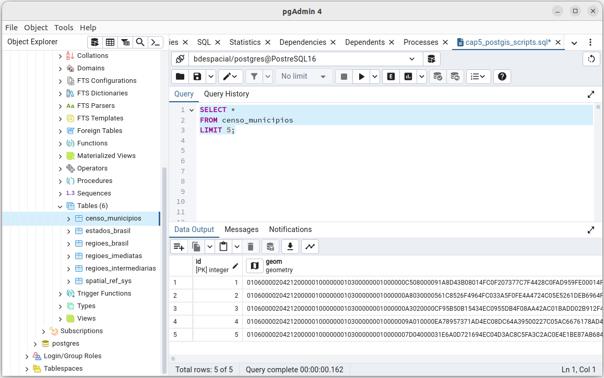 pgAdmin 4
File Object Tools Help
Object Explorer
ies SQL Statistics Dependencies Dependents Processes cap5_postgis_scripts.sql*
bdespacial/postgres@PostreSQL16
No limit
Query Query History
1 SELECT *
2 FROM censo_municipios
3 LIMIT 5;
4
5
6
7
8
9
10
11
Collations
Domains
FTS Configurations
FTS Dictionaries
FTS Parsers
FTS Templates
Foreign Tables
Functions
Materialized Views
Operators
Procedures
1..3 Sequences
Tables (6)
censo_municipios
estados_brasil
regioes_brasil
regioes_imediatas
regioes_intermediarias
spatial_ref_sys
Trigger Functions
Types
Views
Subscriptions
postgres
Login/Group Roles
Tablespaces
Data Output Messages Notifications
id
[PK] integer
geom
geometry
1 1
2 2
3 3
4 4
5 5
Total rows: 5 of 5 Query complete 00:00:00.162 Ln 1, Col 1